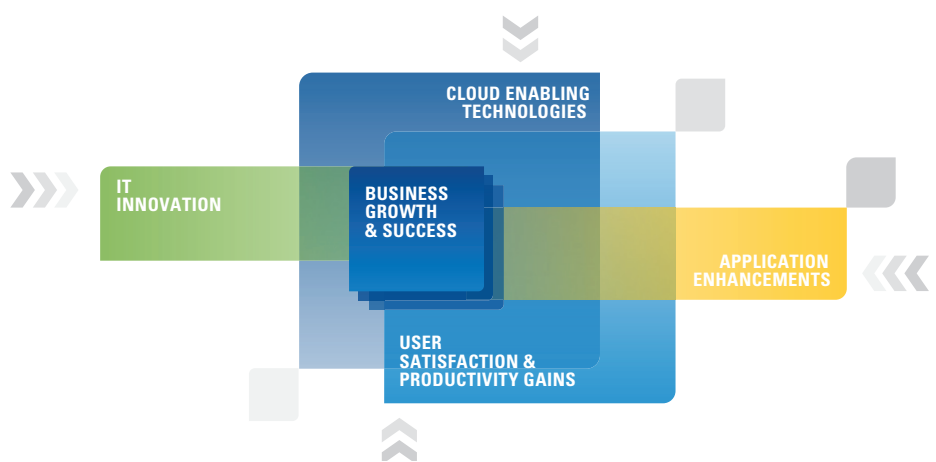 CLOUD ENABLING
TECHNOLOGIES
IT
INNOVATION
BUSINESS
GROWTH
& SUCCESS
APPLICATION
ENHANCEMENTS
USER
SATISFACTION &
PRODUCTIVITY GAINS